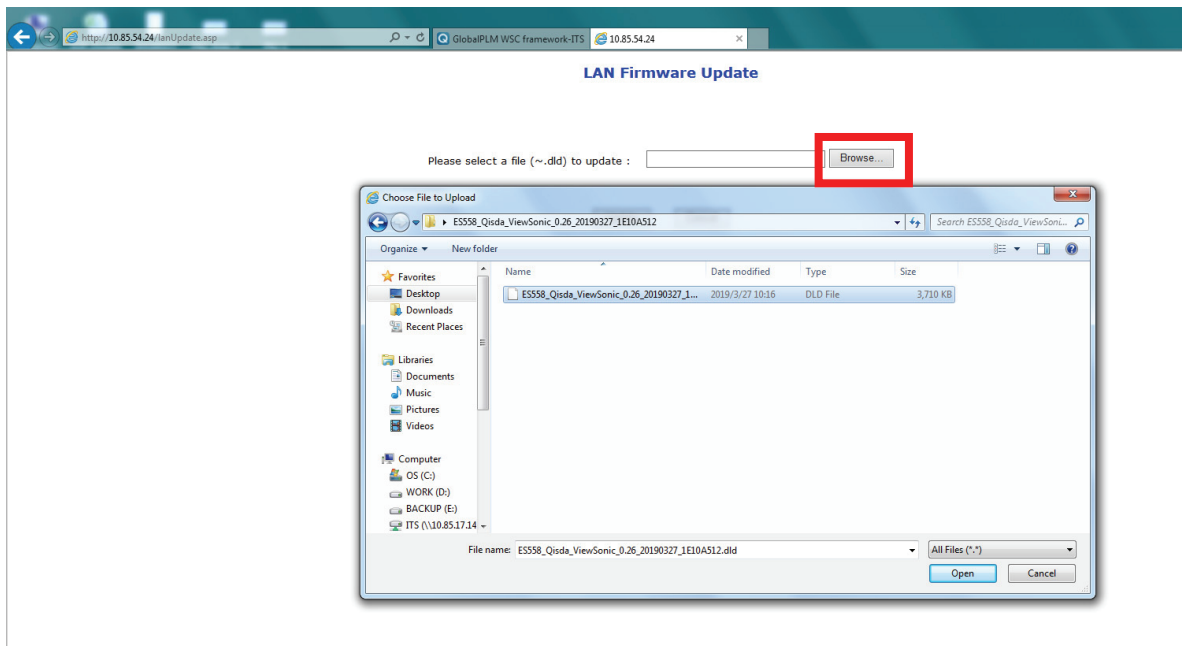 http://10.85.54.24/lanUpdate.asp
GlobalPLM WSC framework-ITS
10.85.54.24
LAN Firmware Update
Please select a file (~.dld) to update :
Browse...
Choose File to Upload
ES558_Qisda_ViewSonic_0.26_20190327_1E10A512
Search ES558_Qisda_ViewSoni...
Organize
New folder
Favorites
Desktop
Downloads
Recent Places
Libraries
Documents
Music
Pictures
Videos
Computer
OS (C:)
WORK (D:)
BACKUP (E:)
ITS (\\10.85.17.14
Name Date modified Type Size
ES558_Qisda_ViewSonic_0.26_20190327_1... 2019/3/27 10:16 DLD File 3,710 KB
File name: ES558_Qisda_ViewSonic_0.26_20190327_1E10A512.dld
All Files (*.*)
Open Cancel